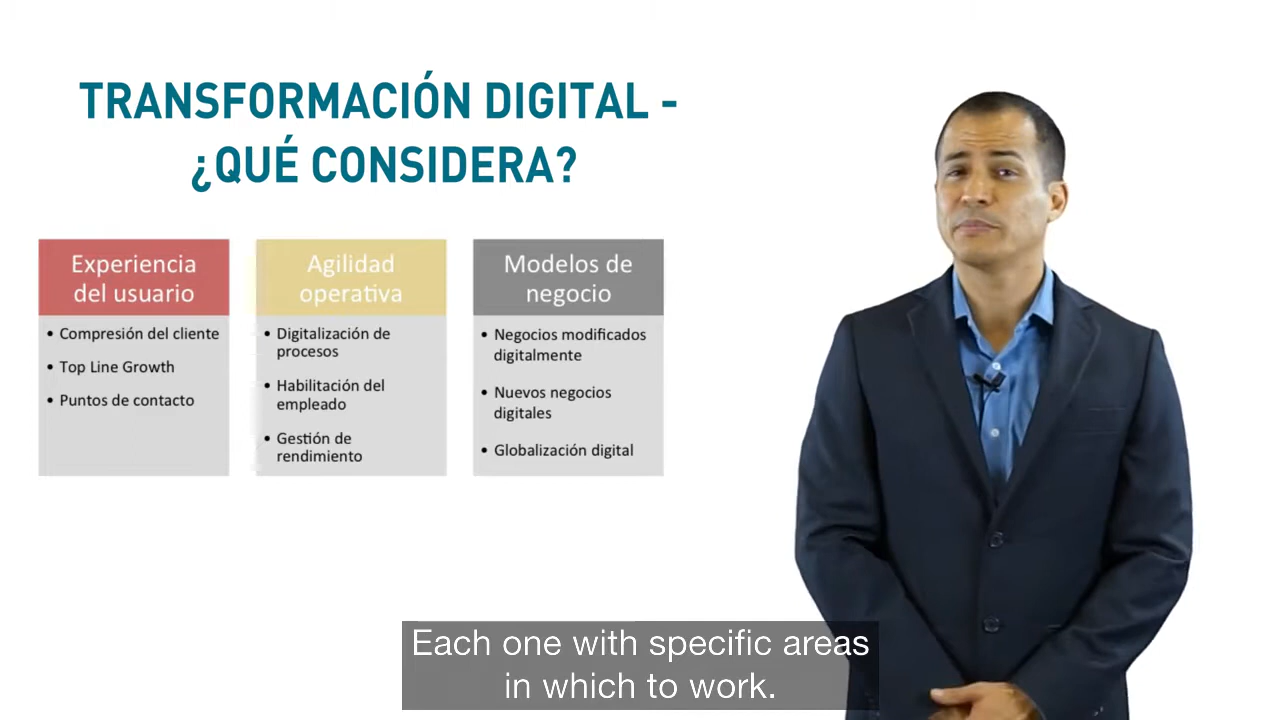 TRANSFORMACIÓN DIGITAL -
¿QUÉ CONSIDERA?
Experiencia
del usuario
• Compresión del cliente
• Top Line Growth
• Puntos de contacto
Agilidad
operativa
• Digitalización de
procesos
• Habilitación del
empleado
• Gestión de
rendimiento
Modelos de
negocio
• Negocios modificados
digitalmente
• Nuevos negocios
digitales
• Globalización digital
Each one with specific areas
in which to work.